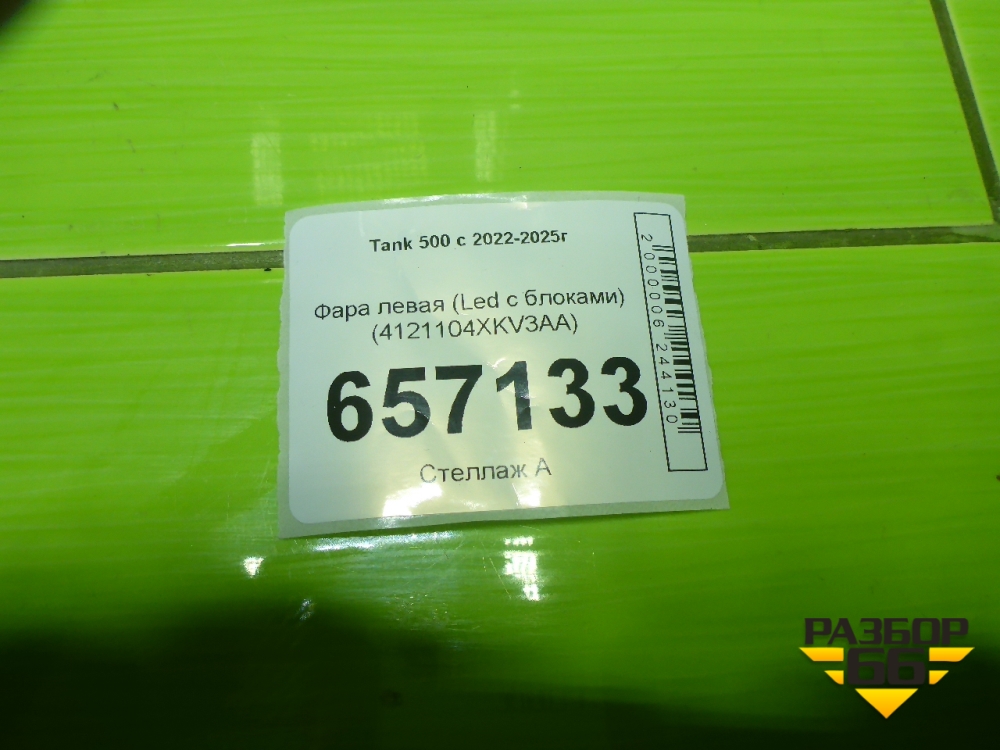 Tank 500 с 2022-2025г
Фара левая (Led с блоками)
(4121104XKV3AA)
657133
Стеллаж А
2000006244130
РАЗБОР
66